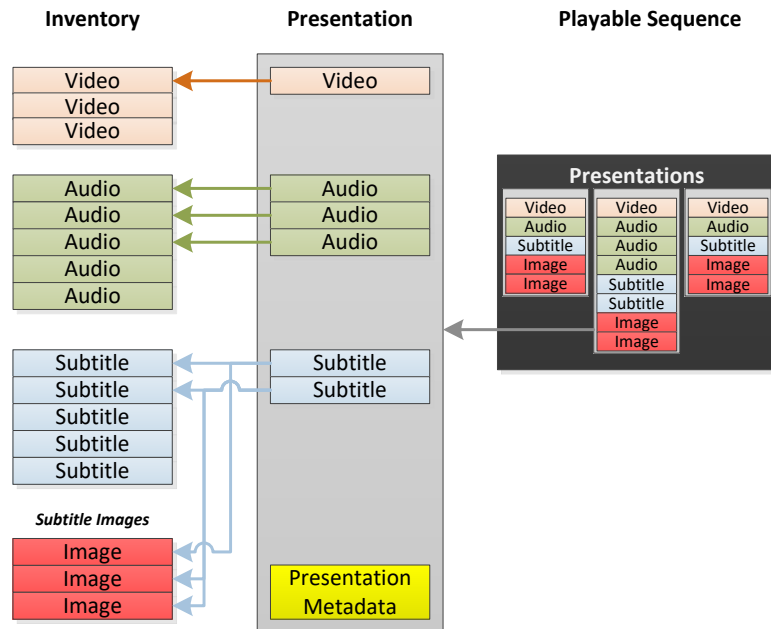 Inventory
Presentation
Playable Sequence
Video
Video
Video
Audio
Audio
Audio
Audio
Audio
Subtitle
Subtitle
Subtitle
Subtitle
Subtitle
Subtitle Images
Image
Image
Image
Video
Audio
Audio
Audio
Subtitle
Subtitle
Presentation
Metadata
Presentations
Video
Audio
Subtitle
Image
Image
Video
Audio
Audio
Audio
Subtitle
Subtitle
Image
Image
Video
Audio
Subtitle
Image
Image